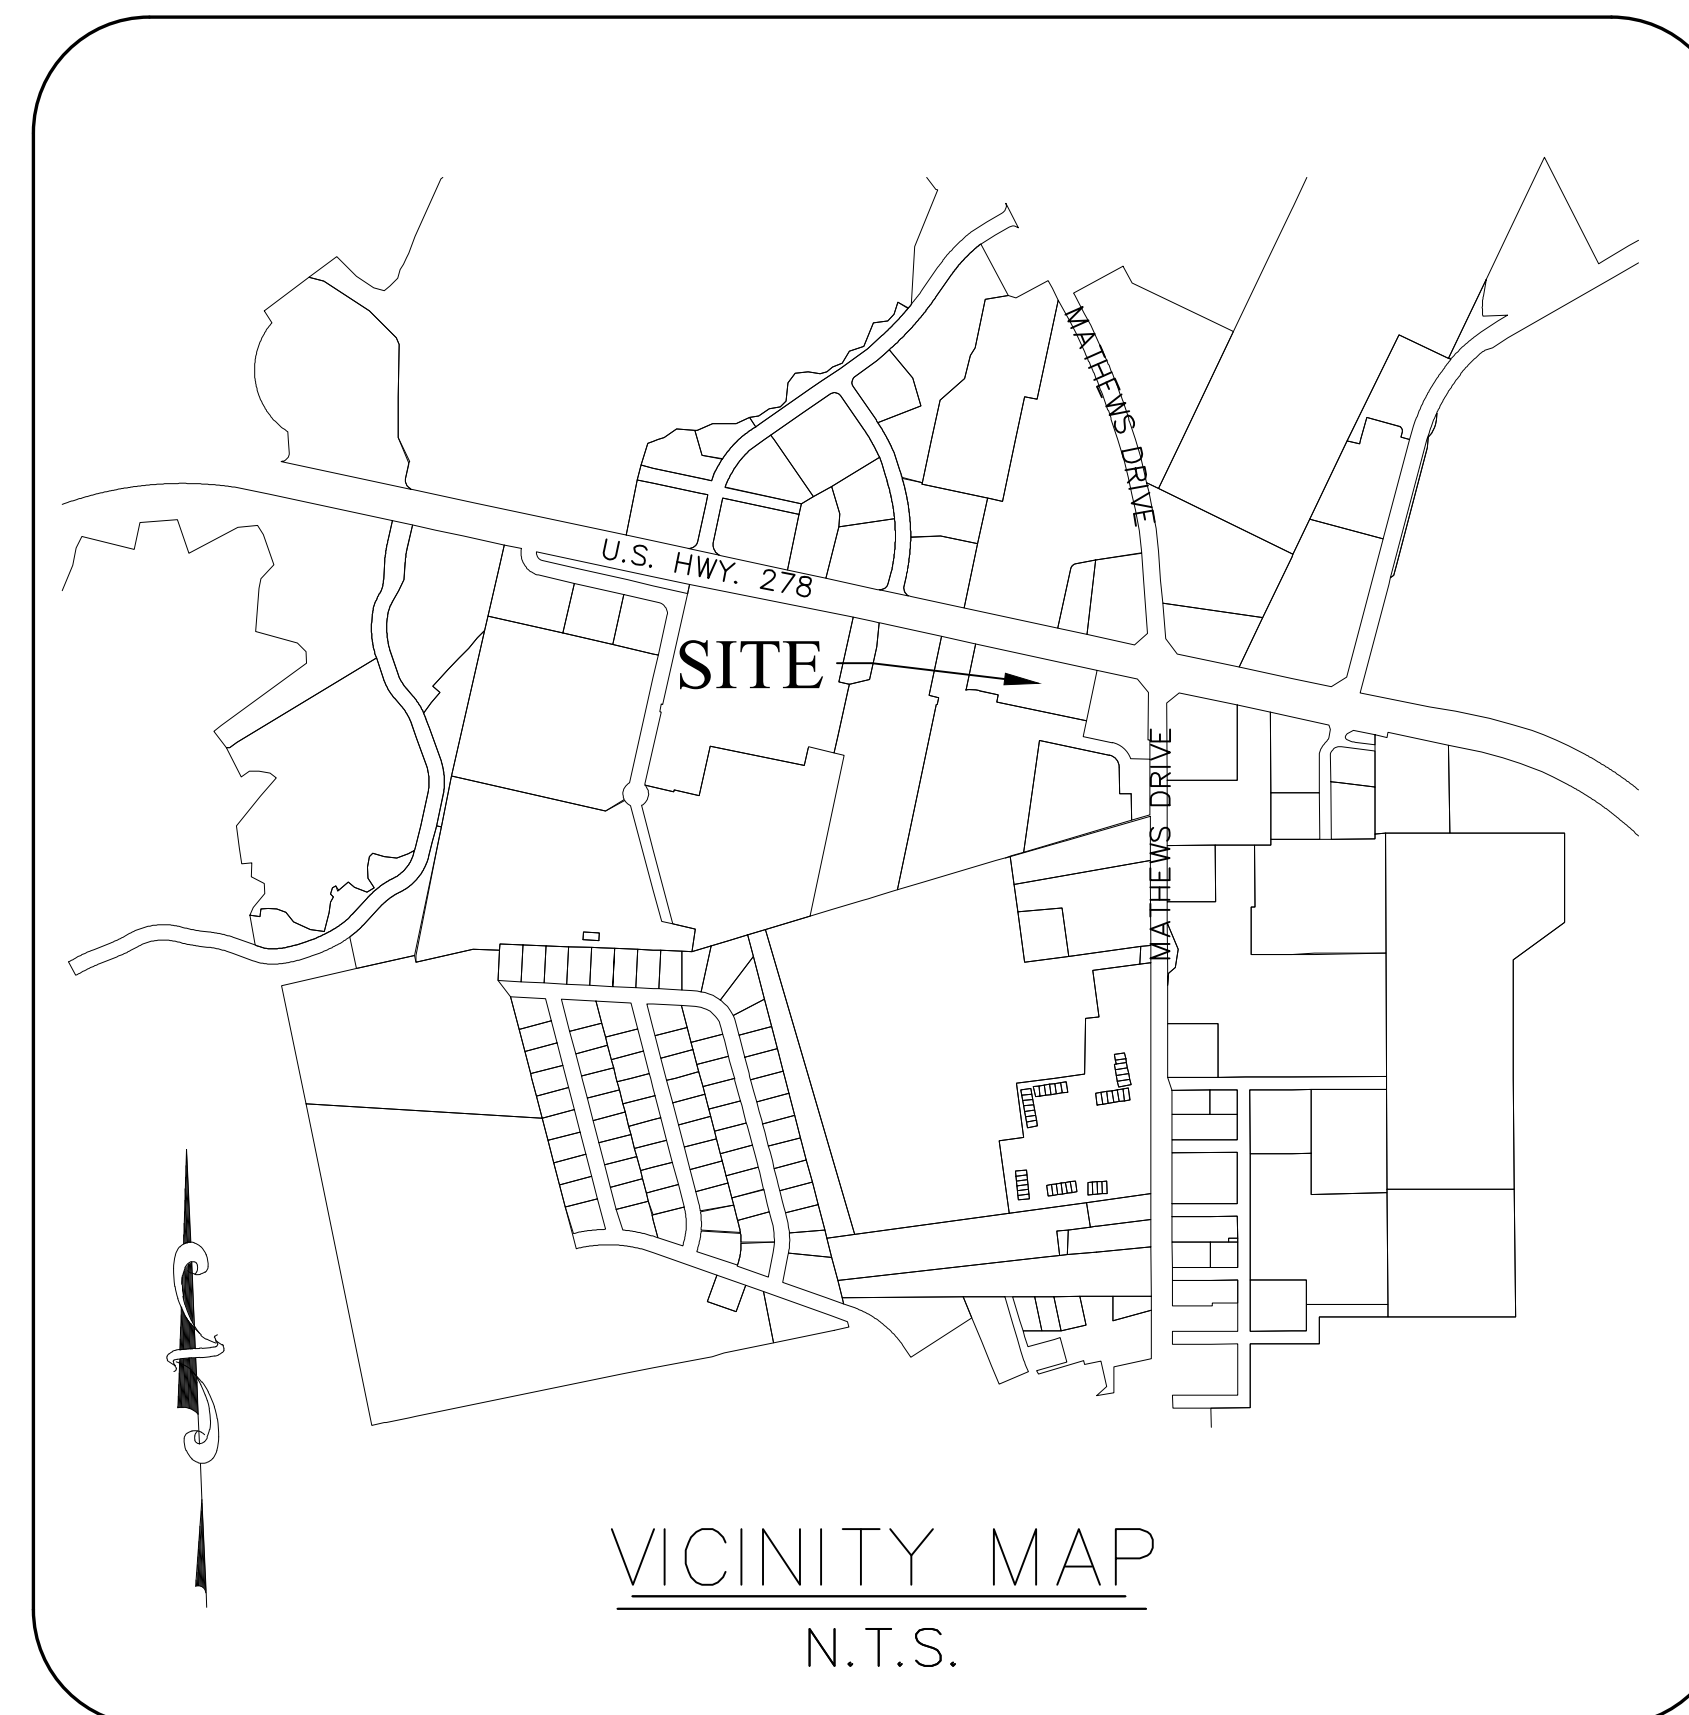 MATHEWS DRIVE
U.S. HWY. 278
SITE
MATHEWS DRIVE
VICINITY MAP
N.T.S.